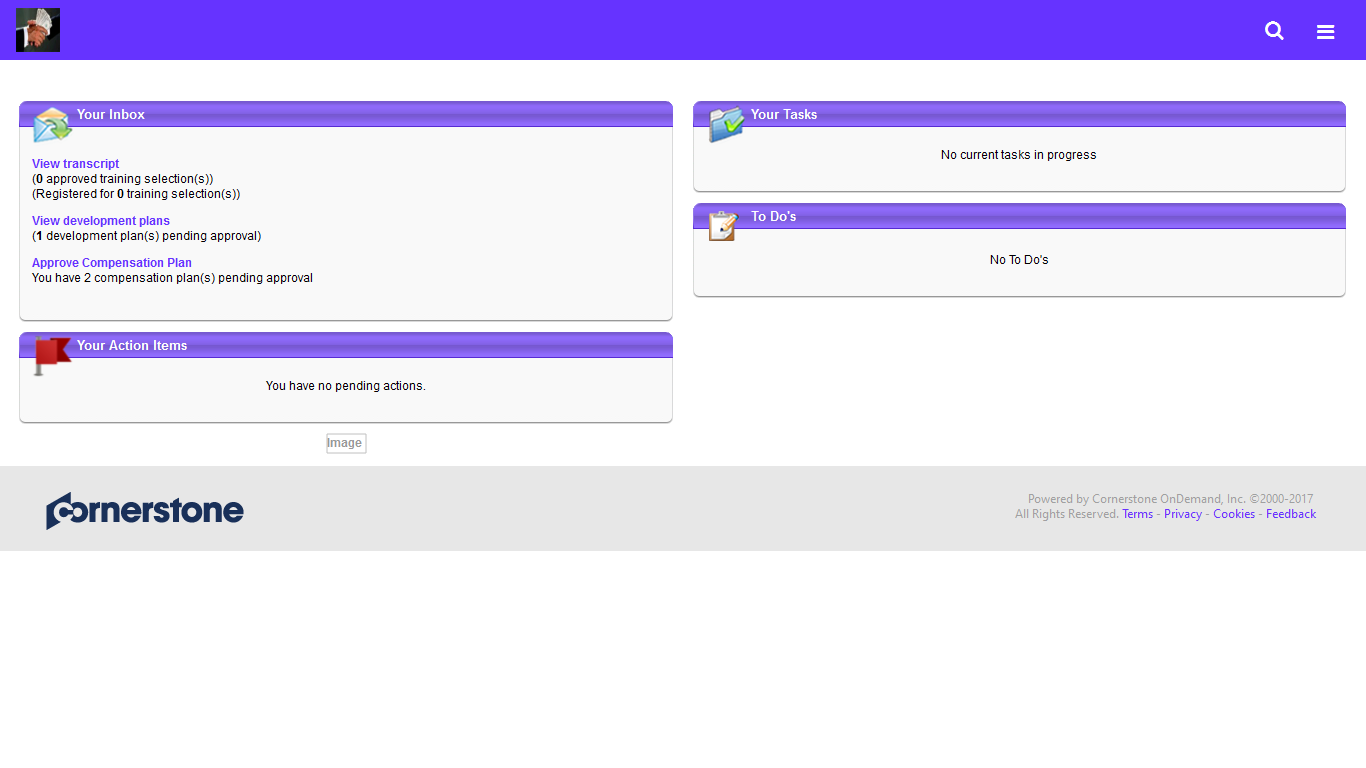 Your Inbox
View transcript
(0 approved training selection(s))
(Registered for 0 training selection(s))
View development plans
(1 development plan(s) pending approval)
Approve Compensation Plan
You have 2 compensation plan(s) pending approval
Your Action Items
You have no pending actions.
Image
Your Tasks
No current tasks in progress
To Do's
No To Do's
cornerstone
Powered by Cornerstone OnDemand, Inc. ©2000-2017
All Rights Reserved. Terms - Privacy - Cookies - Feedback